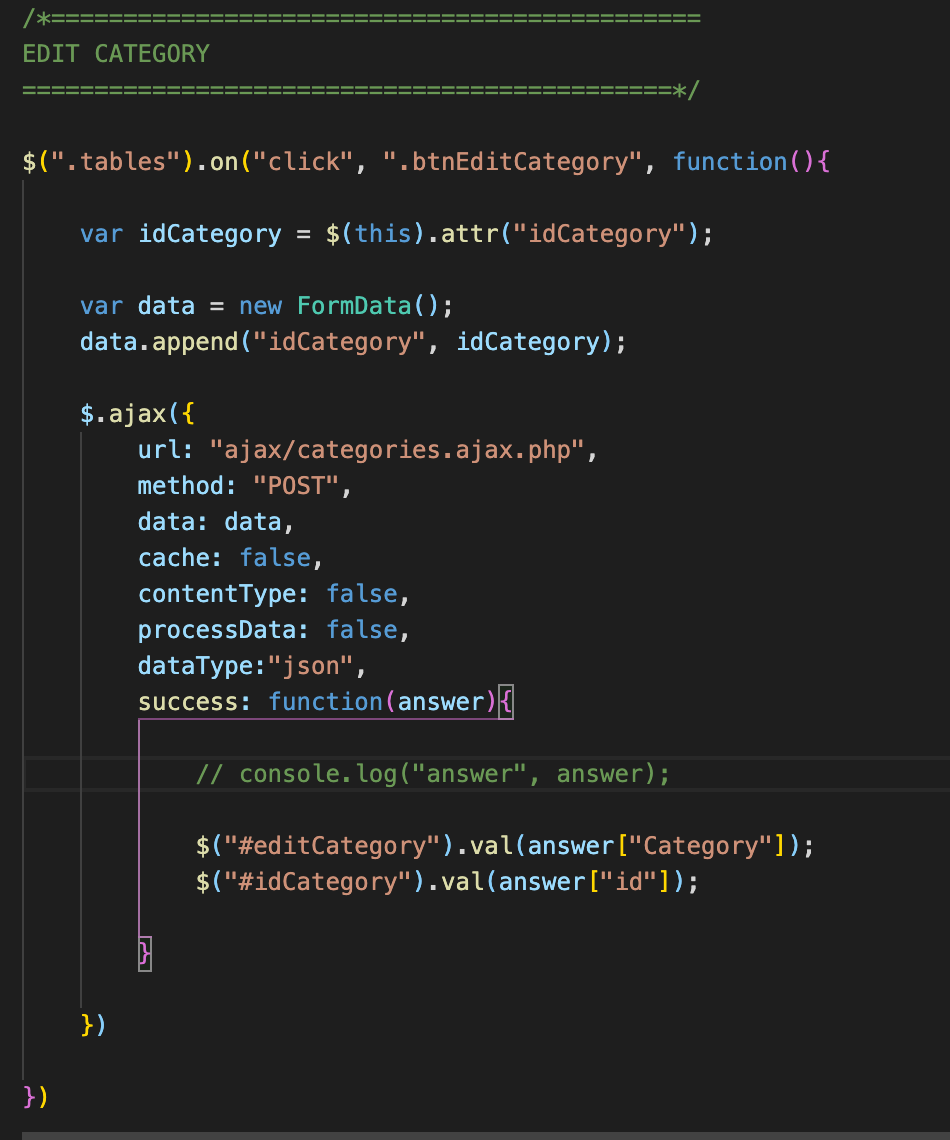 /*=============================================
EDIT CATEGORY
=============================================*/
$(".tables").on("click", ".btnEditCategory", function(){
var idCategory = $(this).attr("idCategory");
var data = new FormData();
data.append("idCategory", idCategory);
$.ajax({
url: "ajax/categories.ajax.php",
method: "POST",
data: data,
cache: false,
contentType: false,
processData: false,
dataType:"json",
success: function(answer){
// console.log("answer", answer);
$("#editCategory").val(answer["Category"]);
$("#idCategory").val(answer["id"]);
}
})
})